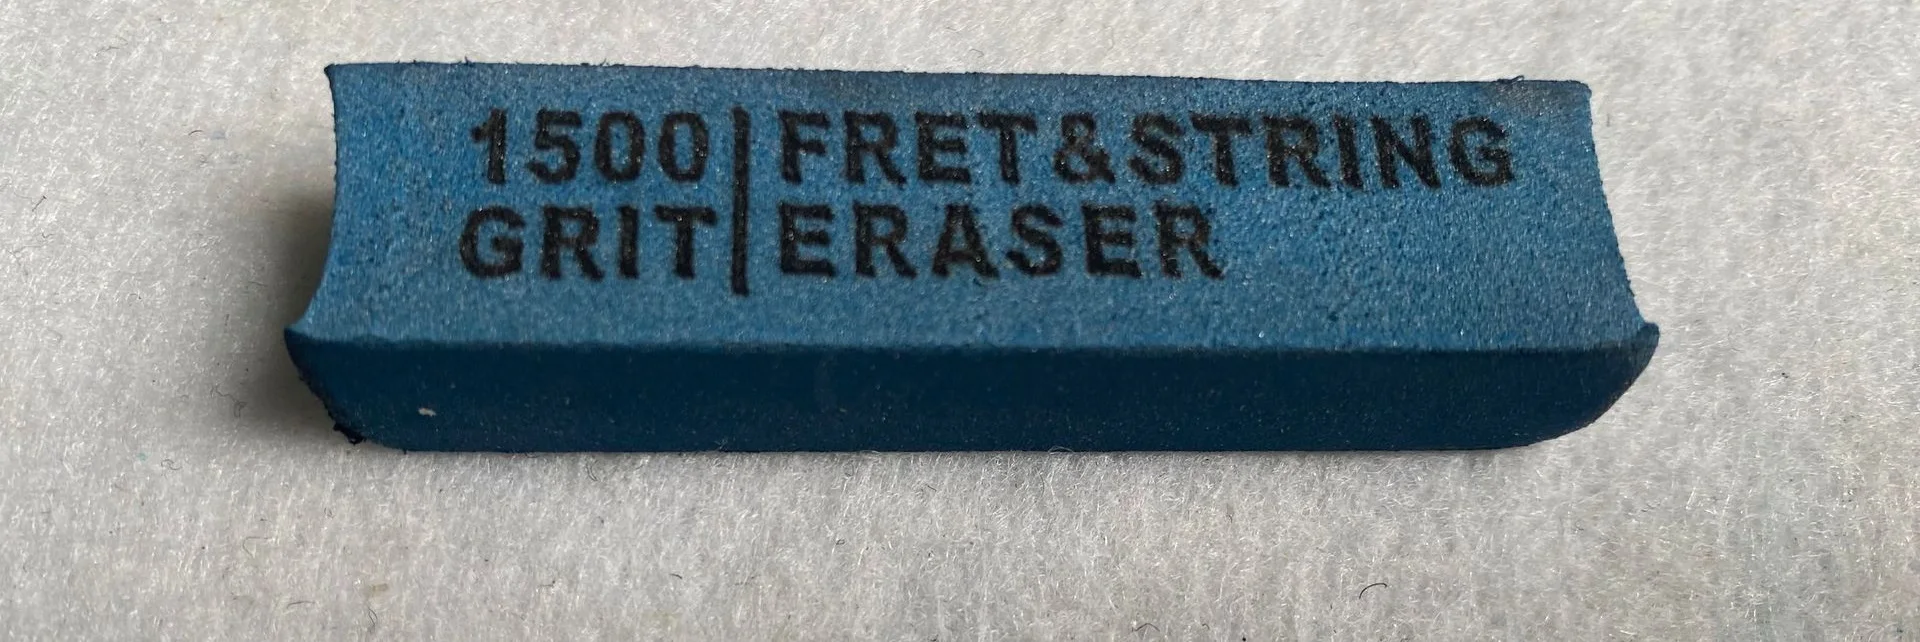 1500 | FRET&STRING
GRIT | ERASER